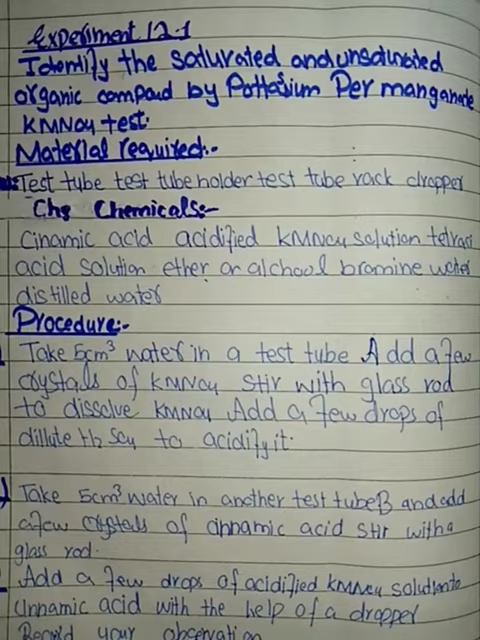 Experiment 12.1
Identify the saturated and unsaturated
organic compoud by Pottasium Per manganate
KMNO4 test.
Material required:-
Test tube test tube holder test tube rack dropper
Che Chemicals:-
Cinamic acid acidified KMNO4 solution
acid solution ether or alchool bromine water
distilled water
Procedure:-
Take 5cm³ water in a test tube A add a few
crystals of KMNO4 stir with glass rod
to dissolve KMNO4 Add a few drops of
dillute H2SO4 to acidify it.
Take 5cm³ water in another test tube B and add
a few crystals of cinnamic acid stir with a
glass rod.
Add a few drops of acidified KMNO4 solution to
cinnamic acid with the help of a dropper
Record your observation